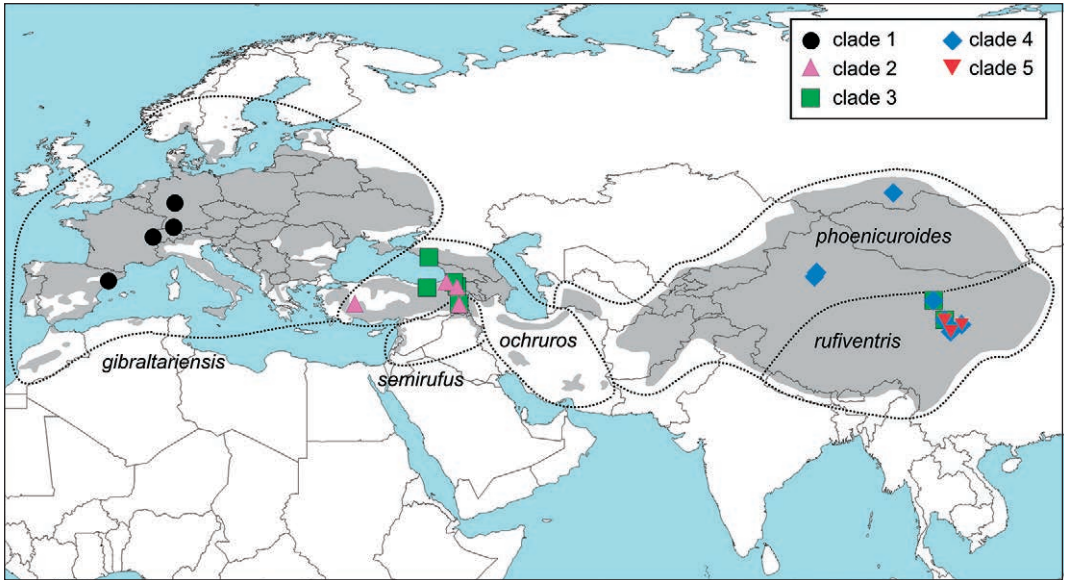 clade 1
clade 4
clade 2
clade 5
clade 3
phoenicuroides
ochruros
rufiventris
gibraltariensis
semirufus